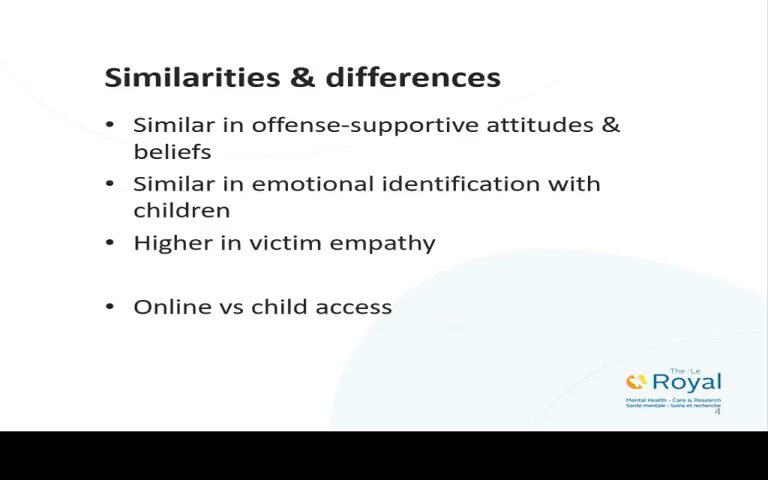 Similarities & differences
• Similar in offense-supportive attitudes &
beliefs
• Similar in emotional identification with
children
• Higher in victim empathy
• Online vs child access
The Le
Royal
Mental Health - Care & Research
Santé mentale - Soins et recherche
4